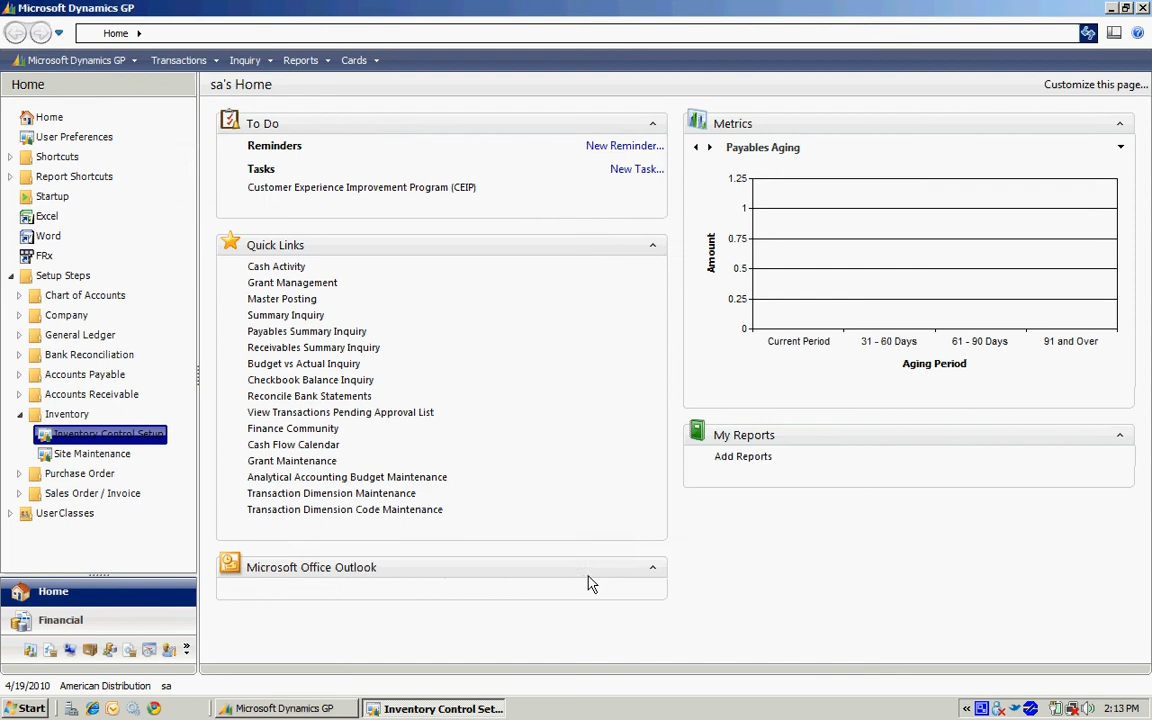 Microsoft Dynamics GP
Home
Microsoft Dynamics GP Transactions Inquiry Reports Cards
Home
sa's Home
Customize this page...
Home
User Preferences
Shortcuts
Report Shortcuts
Startup
Excel
Word
FRx
Setup Steps
Chart of Accounts
Company
General Ledger
Bank Reconciliation
Accounts Payable
Accounts Receivable
Inventory
Inventory Control Setup
Site Maintenance
Purchase Order
Sales Order / Invoice
UserClasses
Home
Financial
To Do
Reminders New Reminder...
Tasks New Task...
Customer Experience Improvement Program (CEIP)
Quick Links
Cash Activity
Grant Management
Master Posting
Summary Inquiry
Payables Summary Inquiry
Receivables Summary Inquiry
Budget vs Actual Inquiry
Checkbook Balance Inquiry
Reconcile Bank Statements
View Transactions Pending Approval List
Finance Community
Cash Flow Calendar
Grant Maintenance
Analytical Accounting Budget Maintenance
Transaction Dimension Maintenance
Transaction Dimension Code Maintenance
Microsoft Office Outlook
Metrics
Payables Aging
1.25
1
0.75
0.5
0.25
0
Amount
Current Period 31 - 60 Days 61 - 90 Days 91 and Over
Aging Period
My Reports
Add Reports
4/19/2010 American Distribution sa
Start Microsoft Dynamics GP Inventory Control Set... 2:13 PM